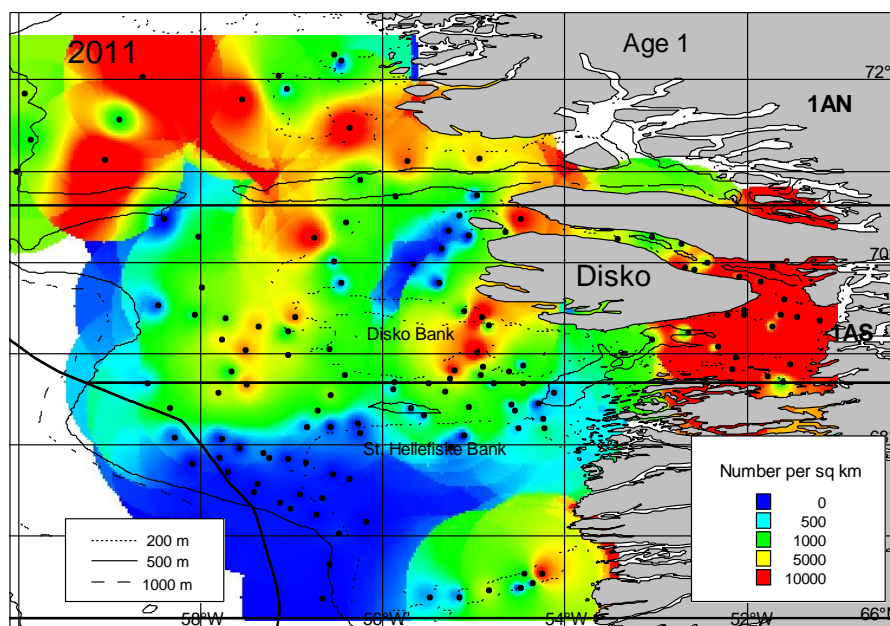 2011
Age 1
72°
1AN
70
Disko
Disko Bank
1AS
St. Hellefiske Bank
68
Number per sq km
0
500
1000
5000
10000
200 m
500 m
1000 m
58°W
56°W
54°W
52°W
66°